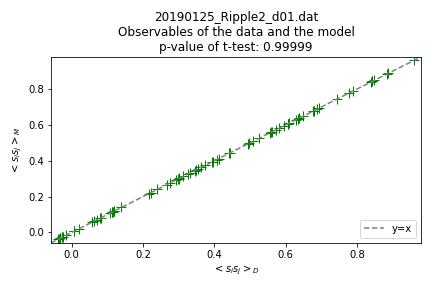 20190125_Ripple2_d01.dat
Observables of the data and the model
p-value of t-test: 0.99999
0.8
0.6
0.4
0.2
0.0
< s_i s_j >_M
y=x
0.0 0.2 0.4 0.6 0.8
< s_i s_j >_D